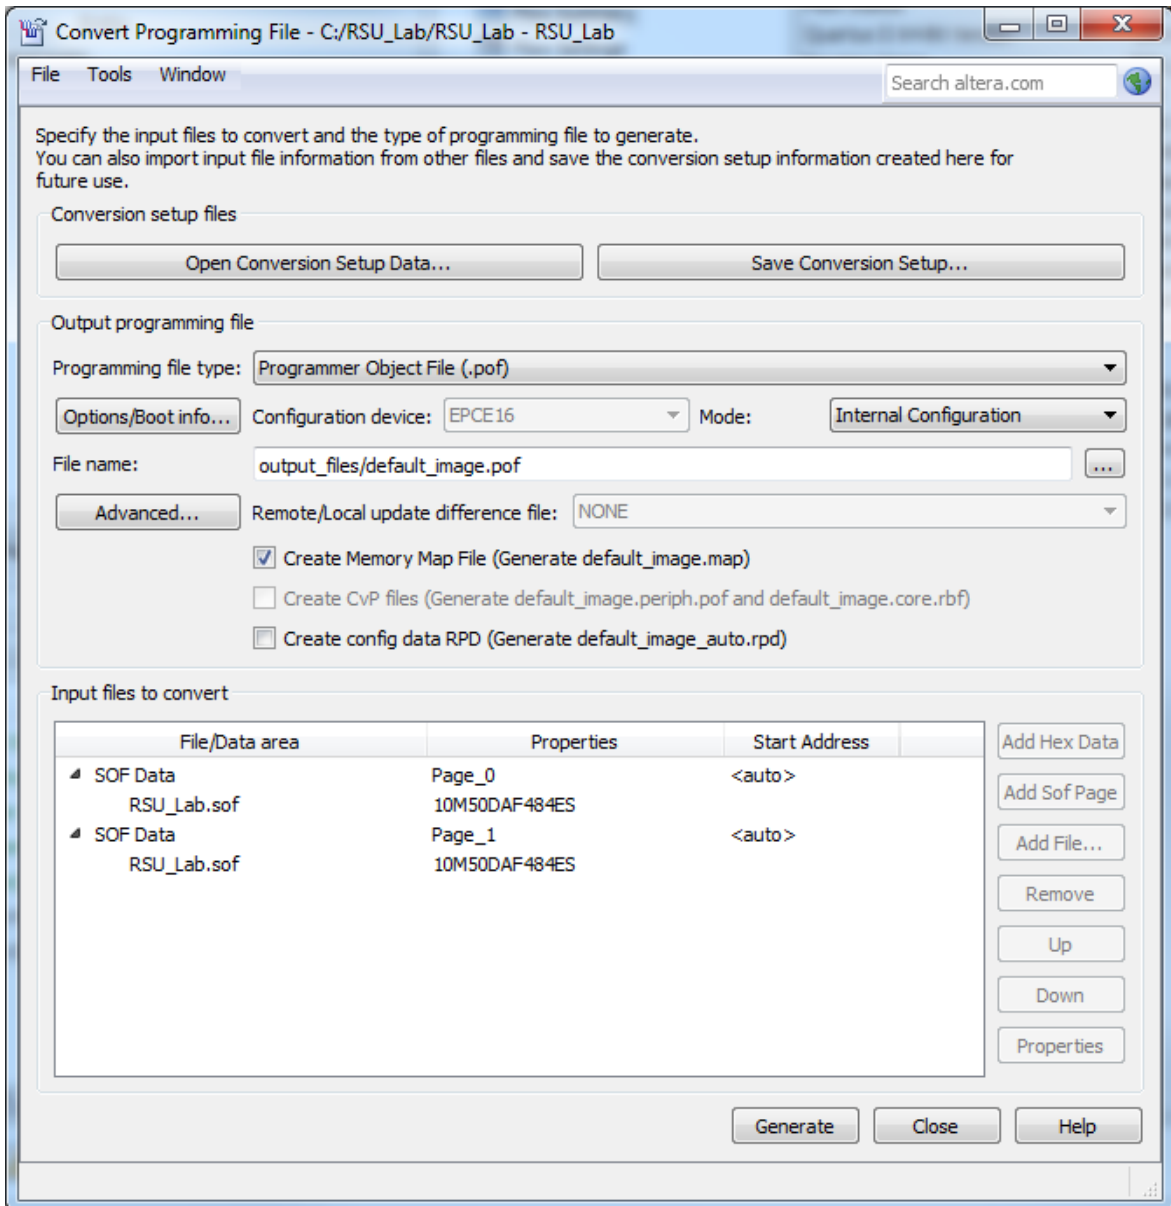 Convert Programming File - C:/RSU_Lab/RSU_Lab - RSU_Lab
File Tools Window
Search altera.com
Specify the input files to convert and the type of programming file to generate.
You can also import input file information from other files and save the conversion setup information created here for
future use.
Conversion setup files
Open Conversion Setup Data...
Save Conversion Setup...
Output programming file
Programming file type: Programmer Object File (.pof)
Options/Boot info... Configuration device: EPCE16 Mode: Internal Configuration
File name: output_files/default_image.pof ...
Advanced... Remote/Local update difference file: NONE
Create Memory Map File (Generate default_image.map)
Create CvP files (Generate default_image.periph.pof and default_image.core.rbf)
Create config data RPD (Generate default_image_auto.rpd)
Input files to convert
File/Data area Properties Start Address
SOF Data Page_0 <auto>
RSU_Lab.sof 10M50DAF484ES
SOF Data Page_1 <auto>
RSU_Lab.sof 10M50DAF484ES
Add Hex Data
Add Sof Page
Add File...
Remove
Up
Down
Properties
Generate Close Help